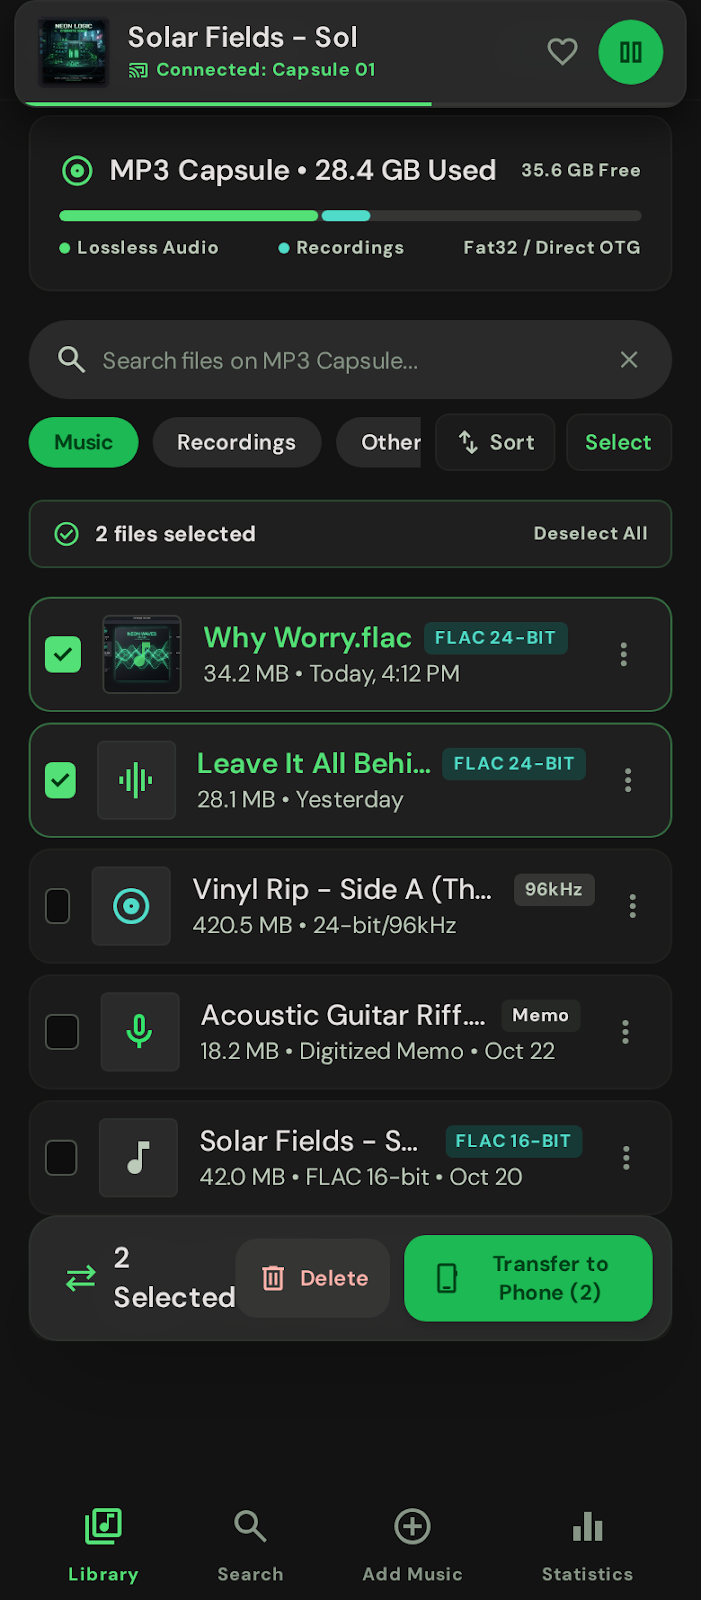 NEON LOGIC
Solar Fields - Sol
Connected: Capsule 01
MP3 Capsule • 28.4 GB Used
35.6 GB Free
Lossless Audio
Recordings
Fat32 / Direct OTG
Search files on MP3 Capsule...
Music
Recordings
Other
Sort
Select
2 files selected
Deselect All
NEON WAVES
Why Worry.flac
FLAC 24-BIT
34.2 MB • Today, 4:12 PM
Leave It All Behi...
FLAC 24-BIT
28.1 MB • Yesterday
Vinyl Rip - Side A (Th...
96kHz
420.5 MB • 24-bit/96kHz
Acoustic Guitar Riff....
Memo
18.2 MB • Digitized Memo • Oct 22
Solar Fields - S...
FLAC 16-BIT
42.0 MB • FLAC 16-bit • Oct 20
2
Selected
Delete
Transfer to
Phone (2)
Library
Search
Add Music
Statistics